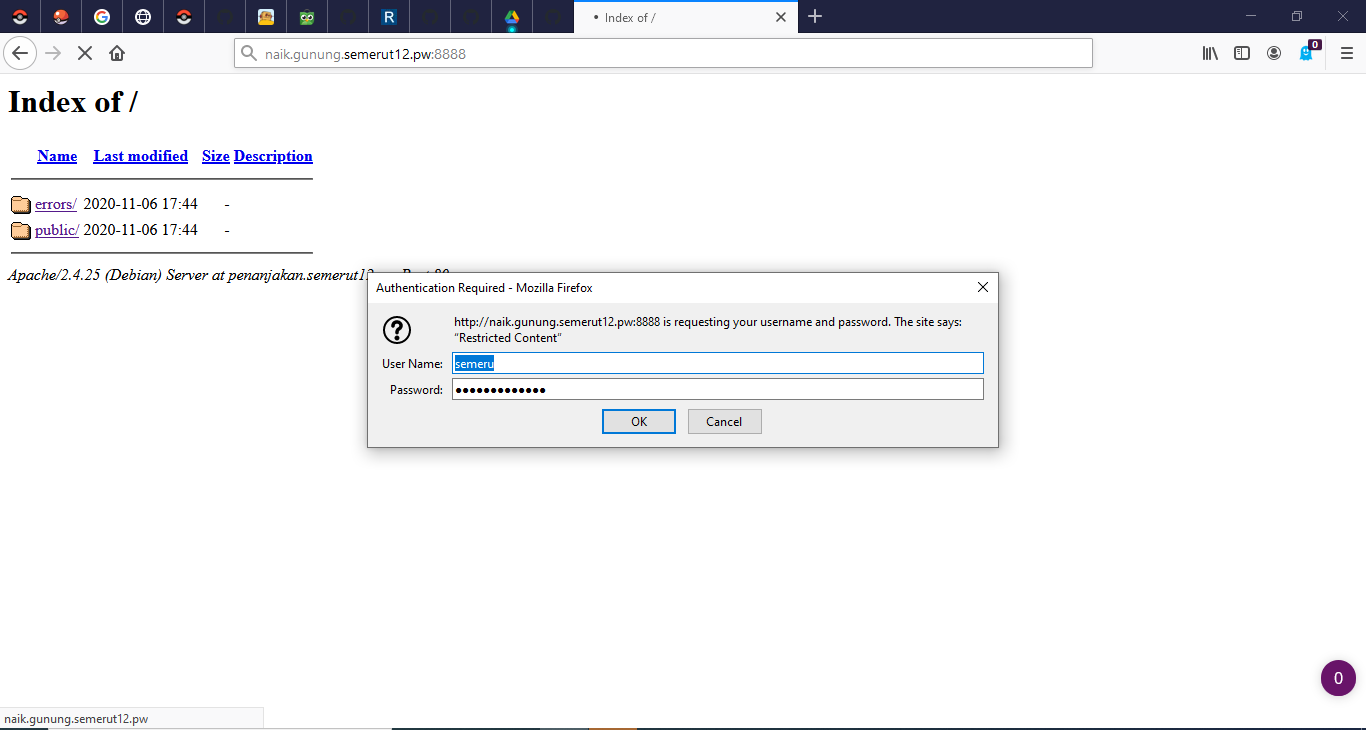 R
Index of /
naik.gunung.semerut12.pw:8888
0
Index of /
Name Last modified Size Description
errors/ 2020-11-06 17:44 -
public/ 2020-11-06 17:44 -
Apache/2.4.25 (Debian) Server at penanjakan.semerut12
Authentication Required - Mozilla Firefox
http://naik.gunung.semerut12.pw:8888 is requesting your username and password. The site says:
"Restricted Content"
User Name: semeru
Password: •••••••••••••
OK Cancel
0
naik.gunung.semerut12.pw